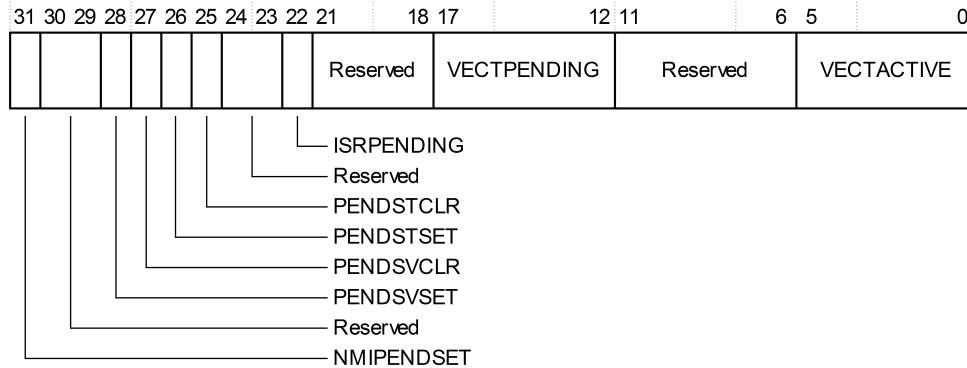 31 30 29 28 27 26 25 24 23 22 21 18 17 12 11 6 5 0
Reserved VECTPENDING Reserved VECTACTIVE
ISRPENDING
Reserved
PENDSTCLR
PENDSTSET
PENDSVCLR
PENDSVSET
Reserved
NMIPENDSET